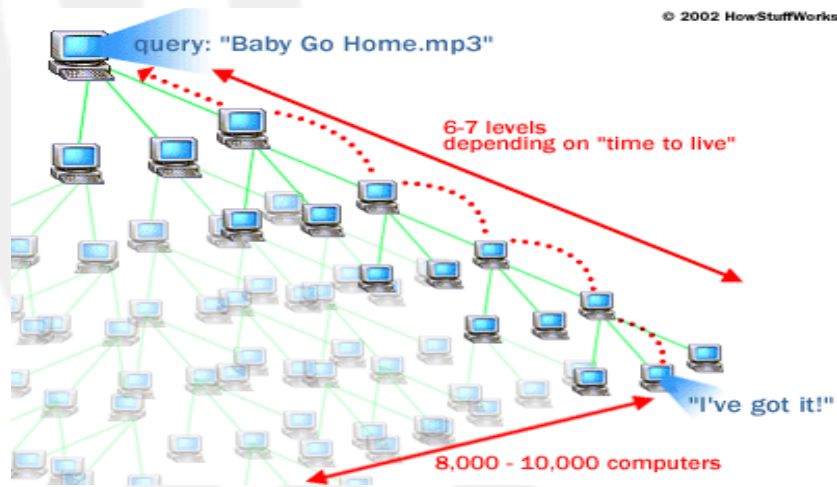 © 2002 HowStuffWorks
query: "Baby Go Home.mp3"
6-7 levels
depending on "time to live"
"I've got it!"
8,000 - 10,000 computers